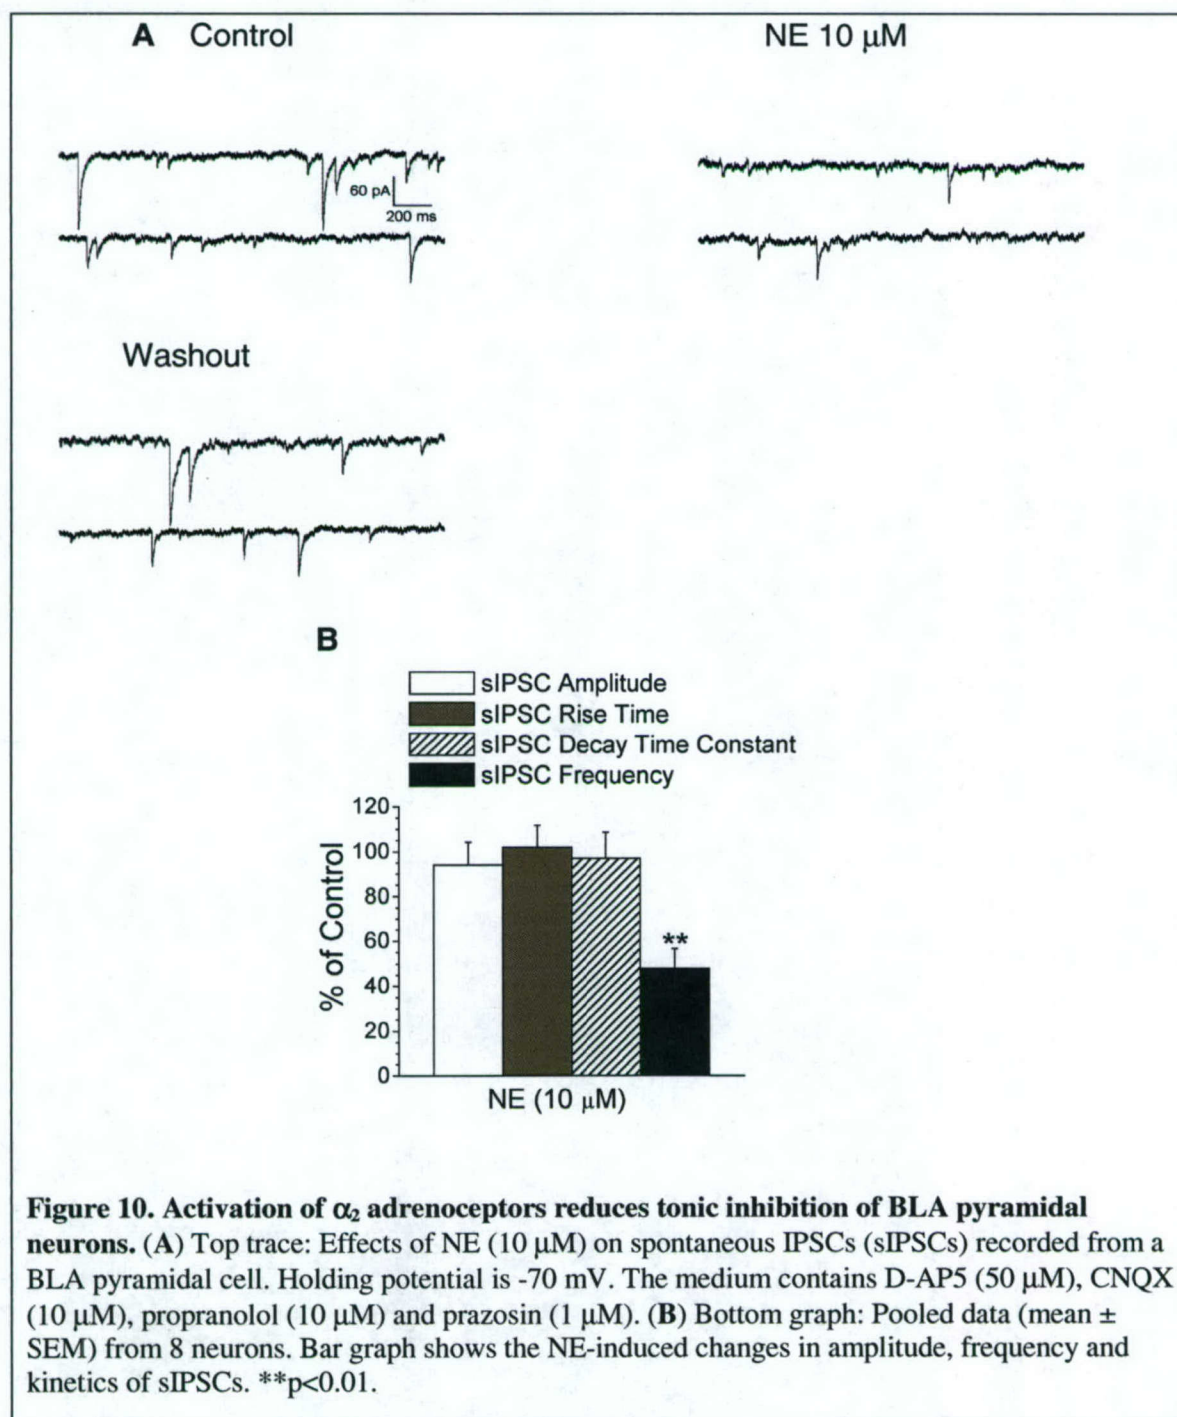 A Control
NE 10 μM
60 pA
200 ms
Washout
B
sIPSC Amplitude
sIPSC Rise Time
sIPSC Decay Time Constant
sIPSC Frequency
120
100
80
60
40
20
0
% of Control
**
NE (10 μM)
Figure 10. Activation of α₂ adrenoceptors reduces tonic inhibition of BLA pyramidal
neurons. (A) Top trace: Effects of NE (10 μM) on spontaneous IPSCs (sIPSCs) recorded from a
BLA pyramidal cell. Holding potential is -70 mV. The medium contains D-AP5 (50 μM), CNQX
(10 μM), propranolol (10 μM) and prazosin (1 μM). (B) Bottom graph: Pooled data (mean ±
SEM) from 8 neurons. Bar graph shows the NE-induced changes in amplitude, frequency and
kinetics of sIPSCs. **p<0.01.